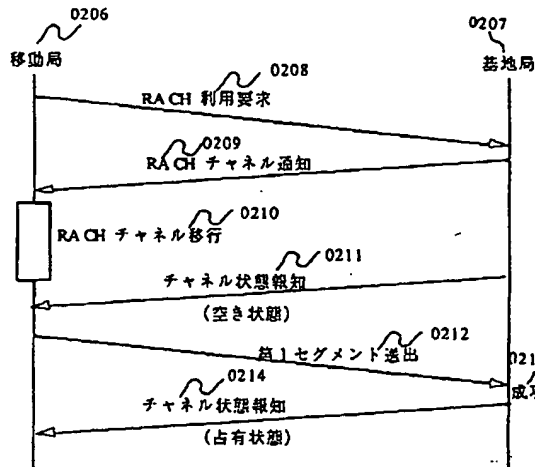 0206
移動局
0207
基地局
0208
RACH 利用要求
0209
RACH チャネル通知
0210
RACH チャネル移行
0211
チャネル状態報知
(空き状態)
0212
第1セグメント送出
021
0214
チャネル状態報知
(占有状態)